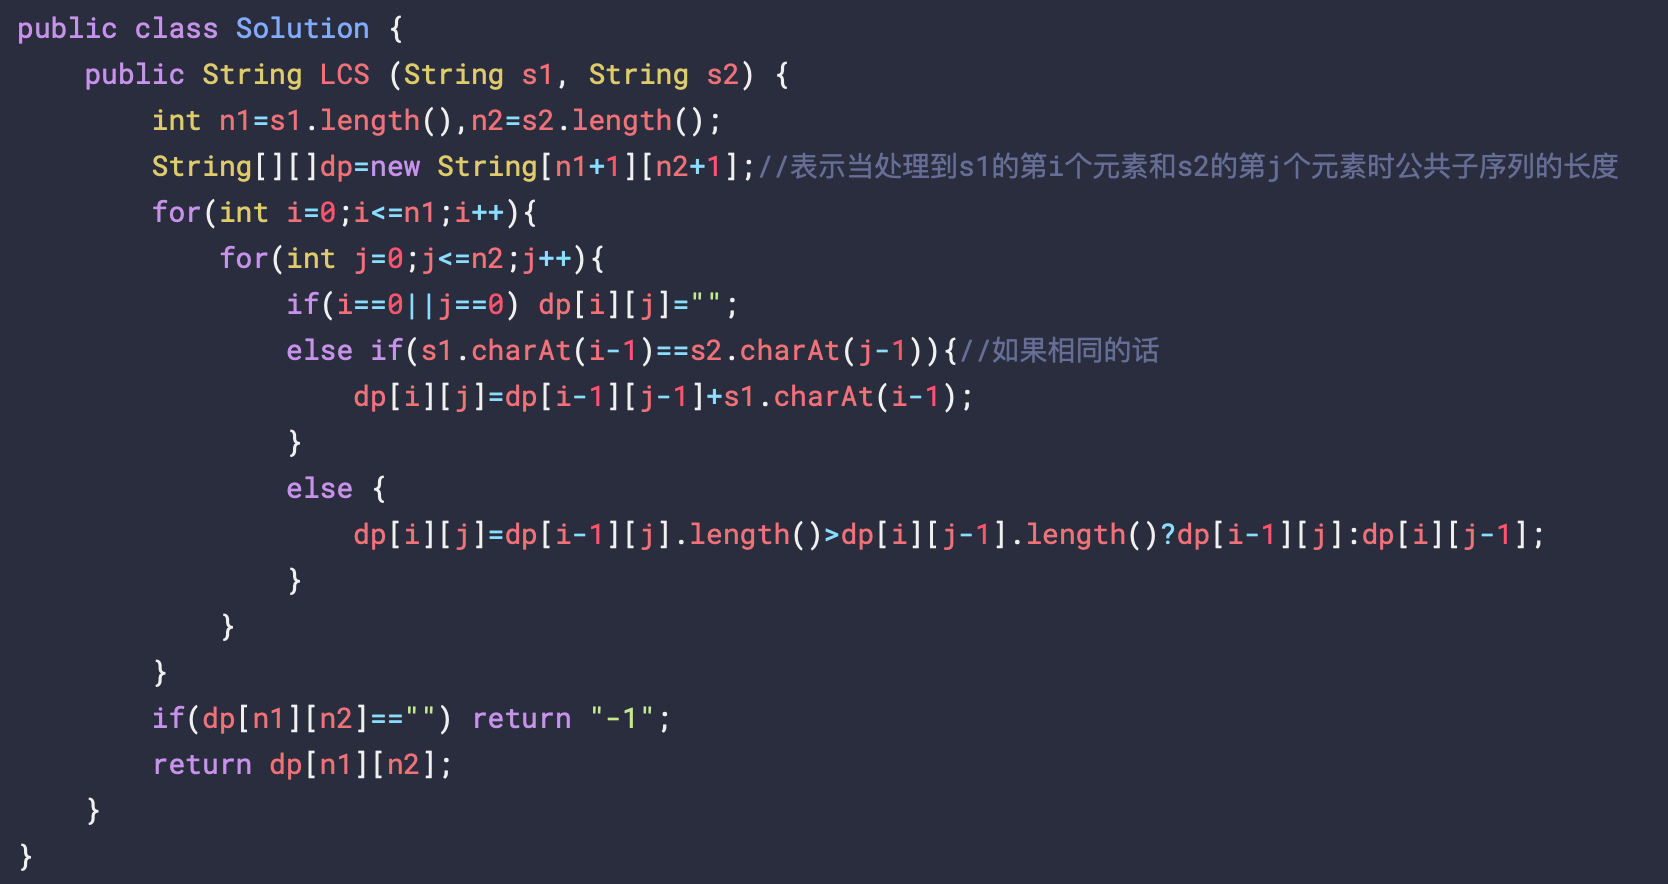 public class Solution {
    public String LCS (String s1, String s2) {
        int n1=s1.length(),n2=s2.length();
        String[][]dp=new String[n1+1][n2+1];//表示当处理到s1的第i个元素和s2的第j个元素时公共子序列的长度
        for(int i=0;i<=n1;i++){
            for(int j=0;j<=n2;j++){
                if(i==0||j==0) dp[i][j]="";
                else if(s1.charAt(i-1)==s2.charAt(j-1)){//如果相同的话
                    dp[i][j]=dp[i-1][j-1]+s1.charAt(i-1);
                }
                else {
                    dp[i][j]=dp[i-1][j].length()>dp[i][j-1].length()?dp[i-1][j]:dp[i][j-1];
                }
            }
        }
        if(dp[n1][n2]=="") return "-1";
        return dp[n1][n2];
    }
}